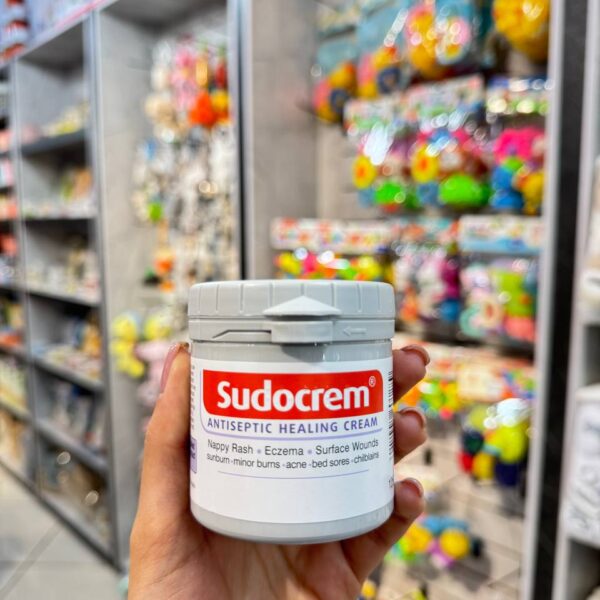 Sudocrem®
ANTISEPTIC HEALING CREAM
Nappy Rash • Eczema • Surface Wounds
sunburn • minor burns • acne • bed sores • chilblains